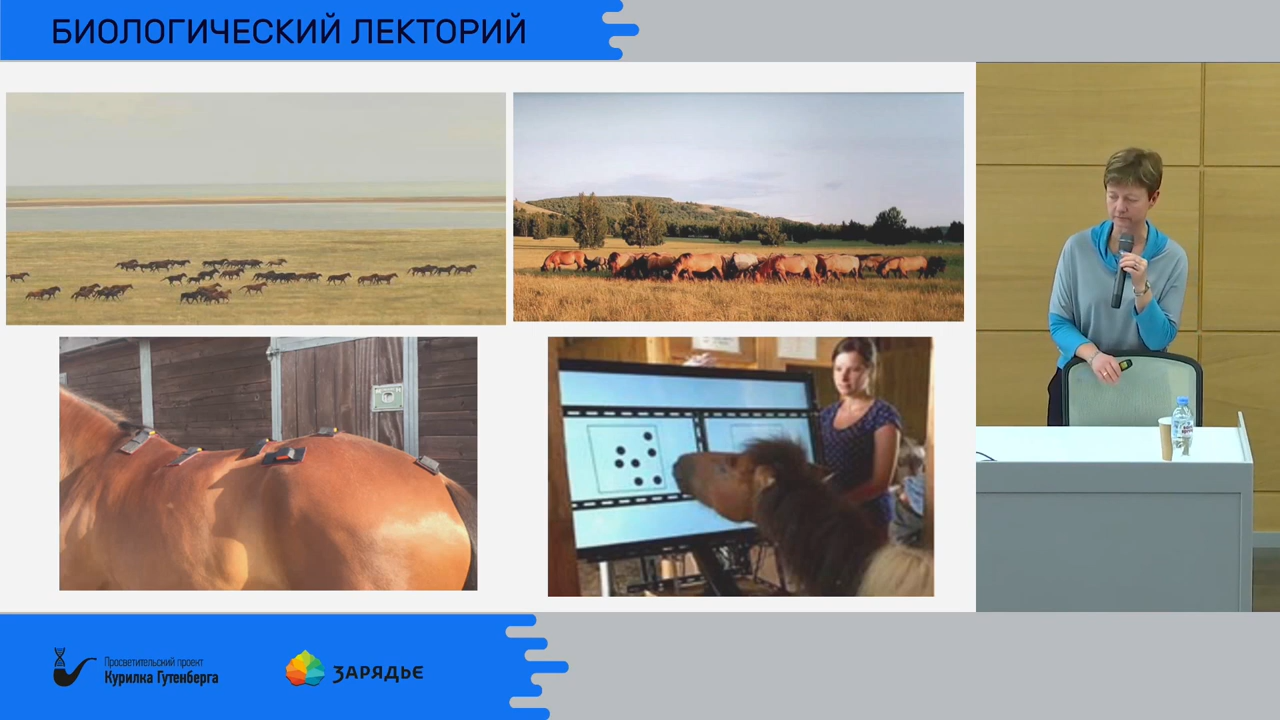 БИОЛОГИЧЕСКИЙ ЛЕКТОРИЙ
Просветительский проект
Курилка Гутенберга
ЗАРЯДЬЕ